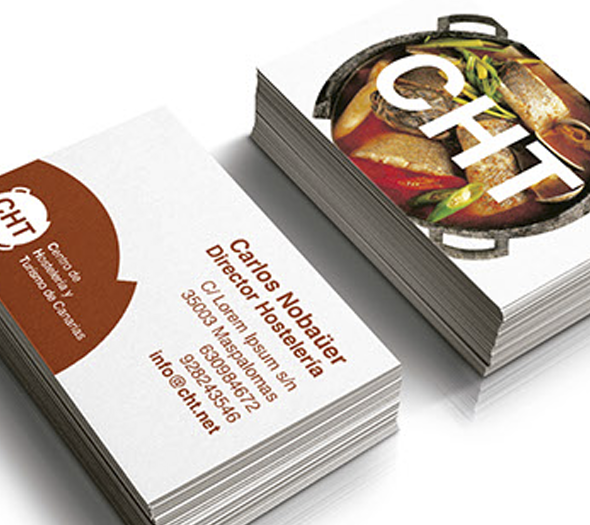 CHT
Centro de
Hostelería y
Turismo de Canarias
Carlos Nobaüer
Director Hostelería
C/ Lorem Ipsum s/n
35003 Maspalomas
630984672
928243546
info@cht.net
CHT